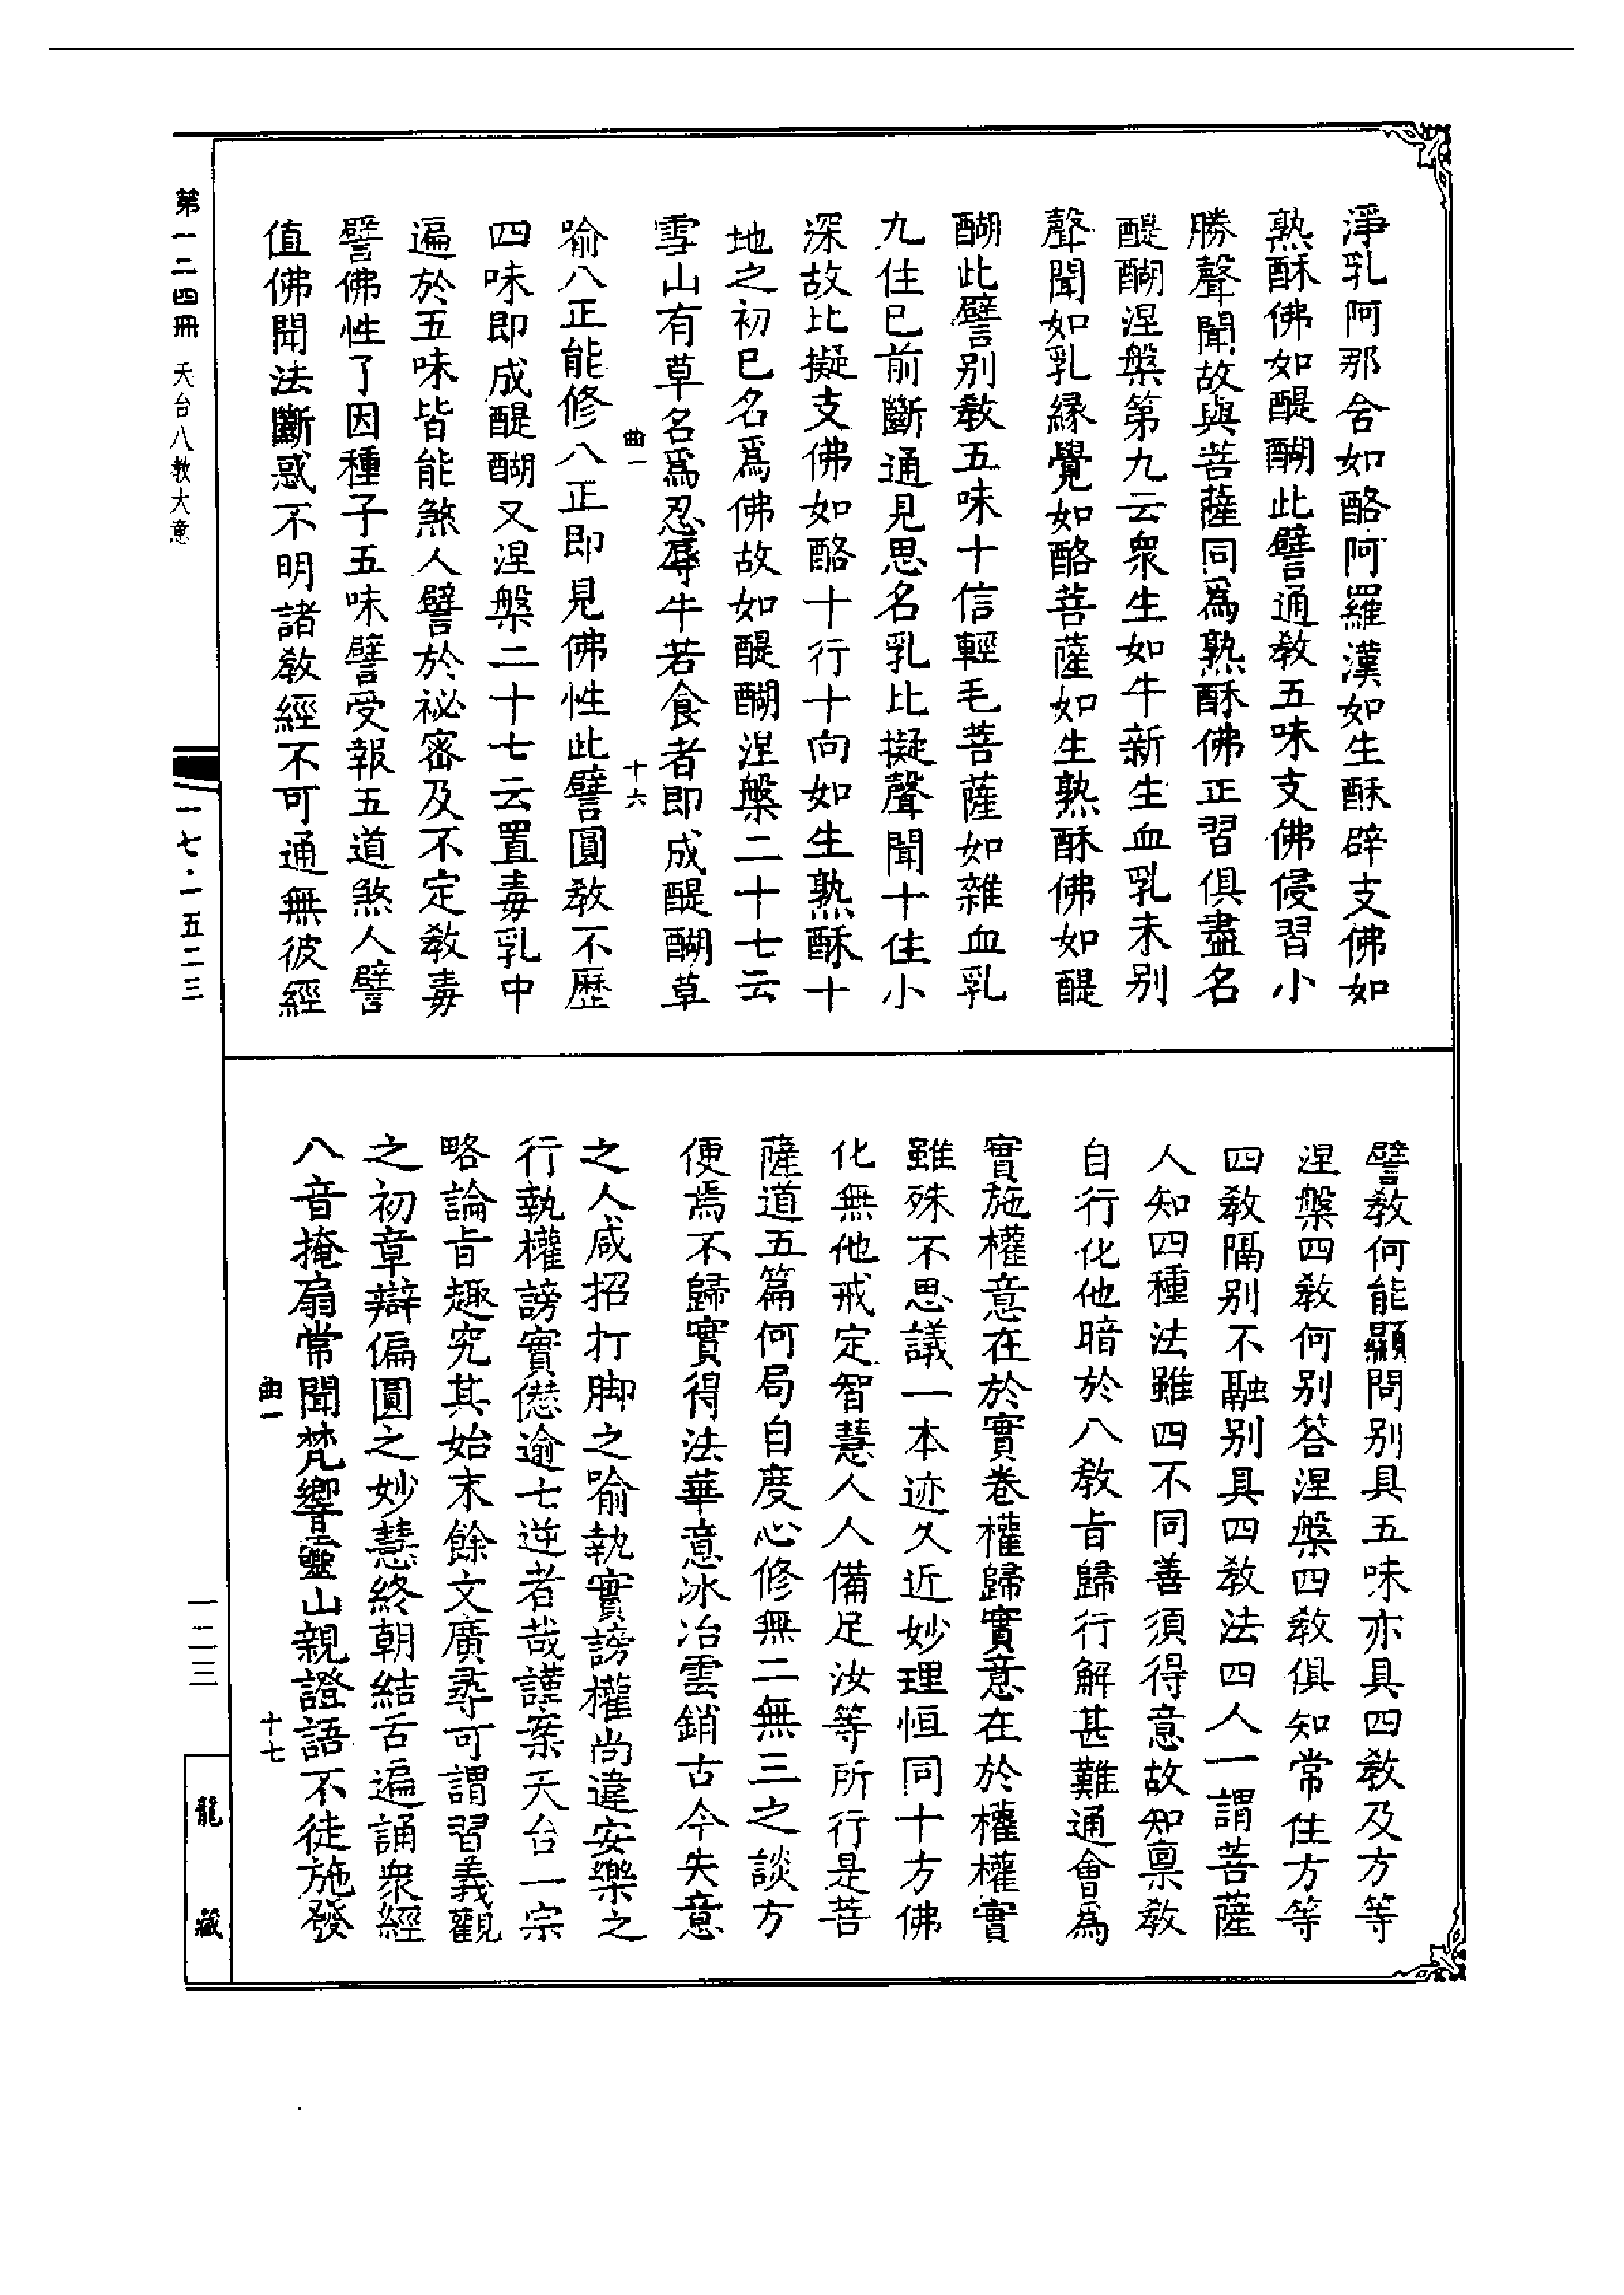 淨乳阿那含如酪阿羅漢如生酥辟支佛如
熟酥佛如醍醐此譬通教五味支佛侵習小
勝聲聞故與菩薩同爲熟酥佛正習俱盡名
醍醐涅槃第九云衆生如牛新生血乳未別
聲聞如乳緣覺如酪菩薩如生熟酥佛如醍
醐此譬別教五味十信輕毛菩薩如雜血乳
九住已前斷通見思名乳比擬聲聞十住小
深故比擬支佛如酪十行十向如生熟酥十
地之初已名爲佛故如醍醐涅槃二十七云
雪山有草名爲忍辱牛若食者即成醍醐草
曲一 十六
喻八正能修八正即見佛性此譬圓教不歷
四味即成醍醐又涅槃二十七云置毒乳中
遍於五味皆能煞人譬於祕密及不定教毒
譬佛性了因種子五味譬受報五道煞人譬
值佛聞法斷惑不明諸教經不可通無彼經
譬教何能顯問別具五味亦具四教及方等
涅槃四教何別答涅槃四教俱知常住方等
四教隔別不融別具四教法四人一謂菩薩
人知四種法雖四不同善須得意故知稟教
自行化他暗於八教旨歸行解甚難通會爲
實施權意在於實卷權歸實意在於權權實
雖殊不思議一本迹久近妙理恒同十方佛
化無他戒定智慧人人備足汝等所行是菩
薩道五篇何局自度心修無二無三之談方
便焉不歸實得法華意冰冶雲銷古今失意
之人咸招打脚之喻執實謗權尚違安樂之
行執權謗實僁逾七逆者哉謹案天台一宗
略論旨趣究其始末餘文廣尋可謂習義觀
之初章辯偏圓之妙慧終朝結舌遍誦衆經
八音掩扇常聞梵響靈山親證語不徒施發
曲一 十七
第一二四冊 天台八教大意
一七·一五二三
一二三
龍藏